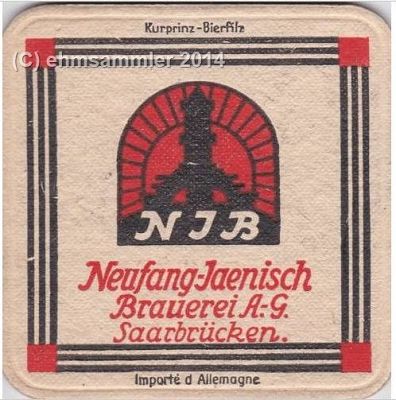 Kurprinz-Bierfilz
(C) ehmsammler 2014
NJB
Neufang-Jaenisch
Brauerei A.-G.
Saarbrücken.
Importé d Allemagne